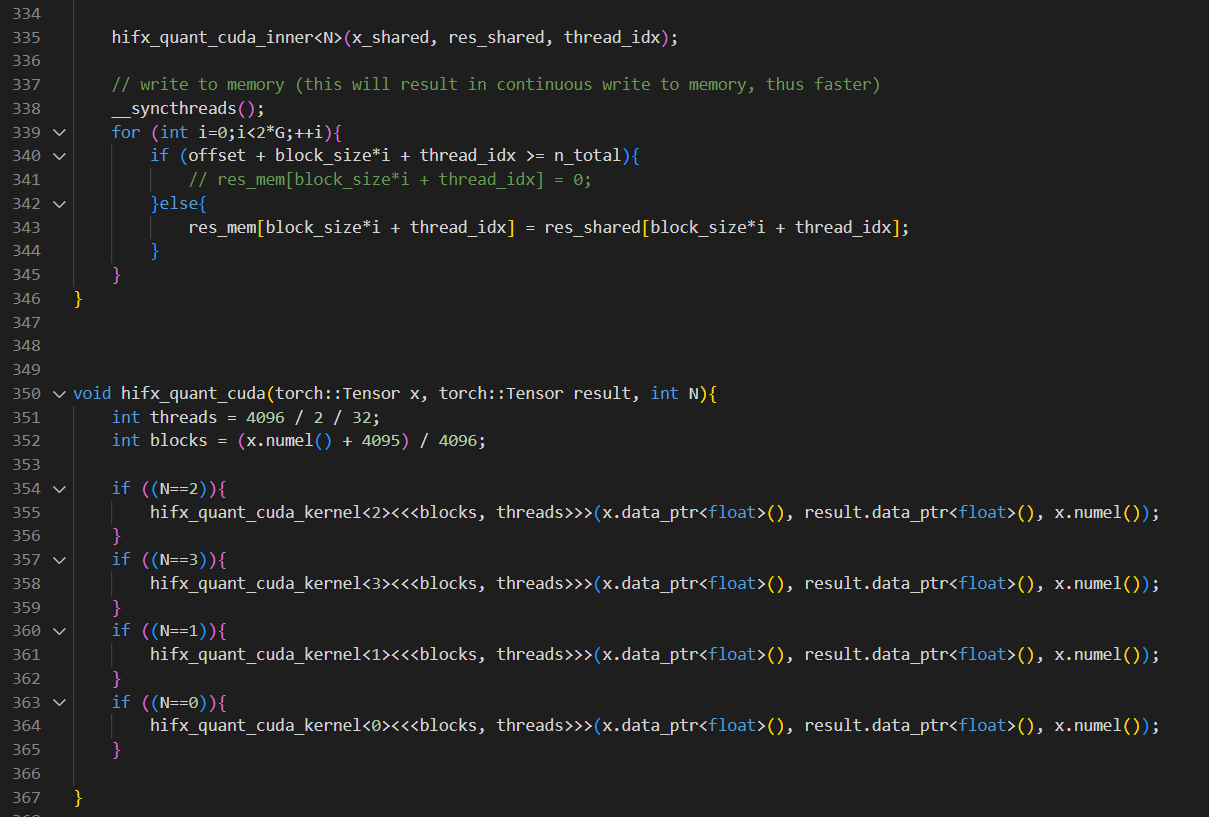 334
335 hifx_quant_cuda_inner<N>(x_shared, res_shared, thread_idx);
336
337 // write to memory (this will result in continuous write to memory, thus faster)
338 __syncthreads();
339 for (int i=0;i<2*G;++i){
340 if (offset + block_size*i + thread_idx >= n_total){
341 // res_mem[block_size*i + thread_idx] = 0;
342 }else{
343 res_mem[block_size*i + thread_idx] = res_shared[block_size*i + thread_idx];
344 }
345 }
346 }
347
348
349
350 void hifx_quant_cuda(torch::Tensor x, torch::Tensor result, int N){
351 int threads = 4096 / 2 / 32;
352 int blocks = (x.numel() + 4095) / 4096;
353
354 if ((N==2)){
355 hifx_quant_cuda_kernel<2><<<blocks, threads>>>(x.data_ptr<float>(), result.data_ptr<float>(), x.numel());
356 }
357 if ((N==3)){
358 hifx_quant_cuda_kernel<3><<<blocks, threads>>>(x.data_ptr<float>(), result.data_ptr<float>(), x.numel());
359 }
360 if ((N==1)){
361 hifx_quant_cuda_kernel<1><<<blocks, threads>>>(x.data_ptr<float>(), result.data_ptr<float>(), x.numel());
362 }
363 if ((N==0)){
364 hifx_quant_cuda_kernel<0><<<blocks, threads>>>(x.data_ptr<float>(), result.data_ptr<float>(), x.numel());
365 }
366
367 }